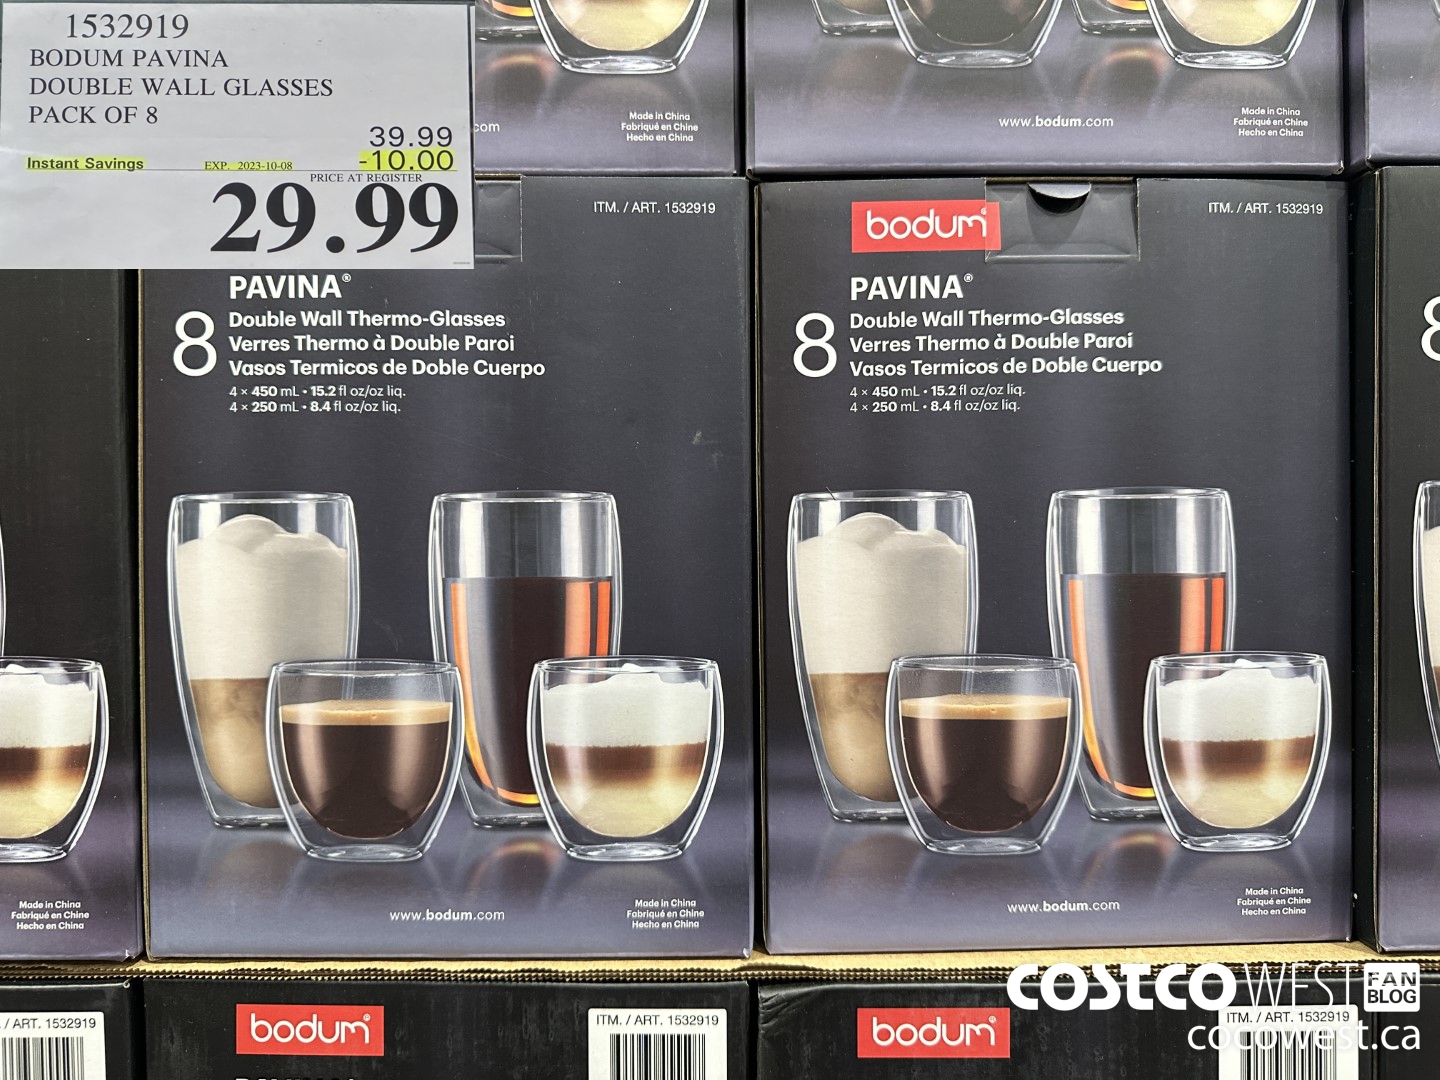 1532919
BODUM PAVINA
DOUBLE WALL GLASSES
PACK OF 8
39.99
Instant Savings EXP. 2023-10-08 -10.00
PRICE AT REGISTER
29.99
.com
Made in China
Fabriqué en Chine
Hecho en China
www.bodum.com
Made in China
Fabriqué en Chine
Hecho en China
ITM. / ART. 1532919
PAVINA®
8
Double Wall Thermo-Glasses
Verres Thermo à Double Paroi
Vasos Termicos de Doble Cuerpo
4 × 450 mL • 15.2 fl oz/oz liq.
4 × 250 mL • 8.4 fl oz/oz liq.
www.bodum.com
Made in China
Fabriqué en Chine
Hecho en China
bodum®
ITM. / ART. 1532919
PAVINA®
8
Double Wall Thermo-Glasses
Verres Thermo à Double Paroi
Vasos Termicos de Doble Cuerpo
4 × 450 mL • 15.2 fl oz/oz liq.
4 × 250 mL • 8.4 fl oz/oz liq.
www.bodum.com
Made in China
Fabriqué en Chine
Hecho en China
8
Made in China
Fabriqué en Chine
Hecho en China
/ ART. 1532919
bodum®
ITM. / ART. 1532919
bodum®
ITM. / ART. 1532919
COSTCO WEST FAN BLOG
cocowest.ca